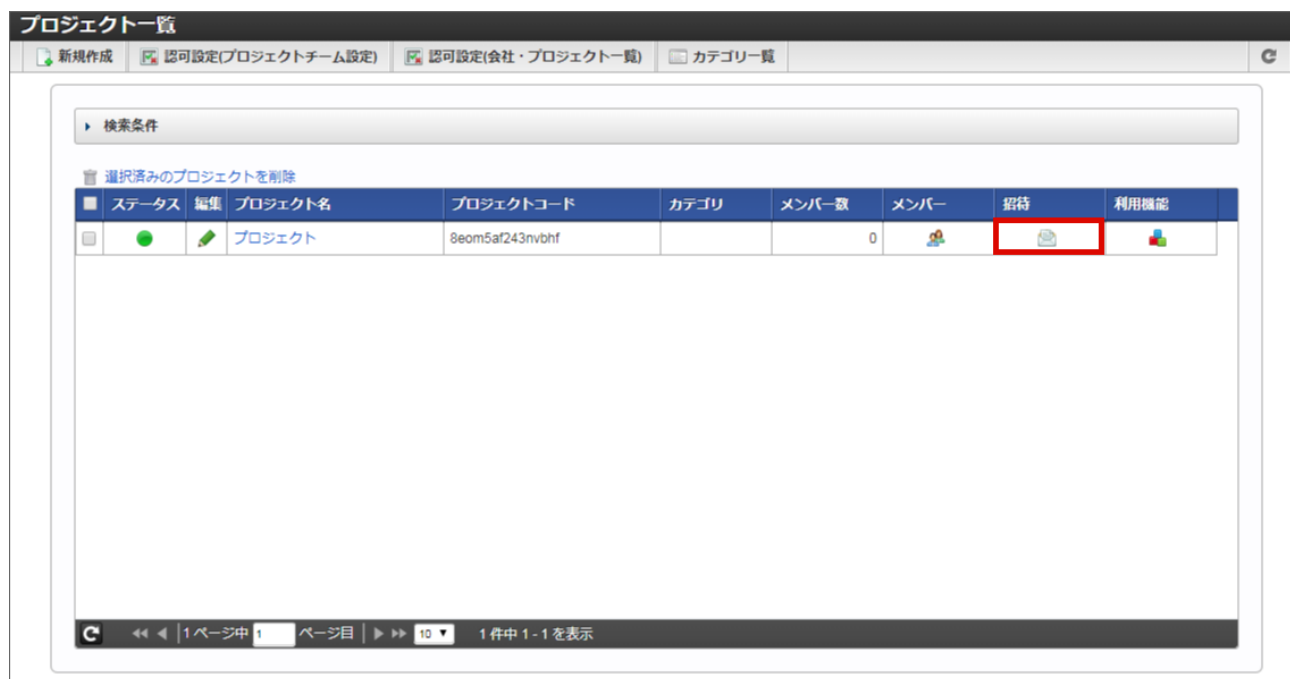 プロジェクト一覧
新規作成 認可設定(プロジェクトチーム設定) 認可設定(会社・プロジェクト一覧) カテゴリ一覧
検索条件
選択済みのプロジェクトを削除
ステータス 編集 プロジェクト名 プロジェクトコード カテゴリ メンバー数 メンバー 招待 利用機能
プロジェクト 8eom5af243nvbhf 0
1 ページ中 1 ページ目 10 1 件中 1 - 1 を表示